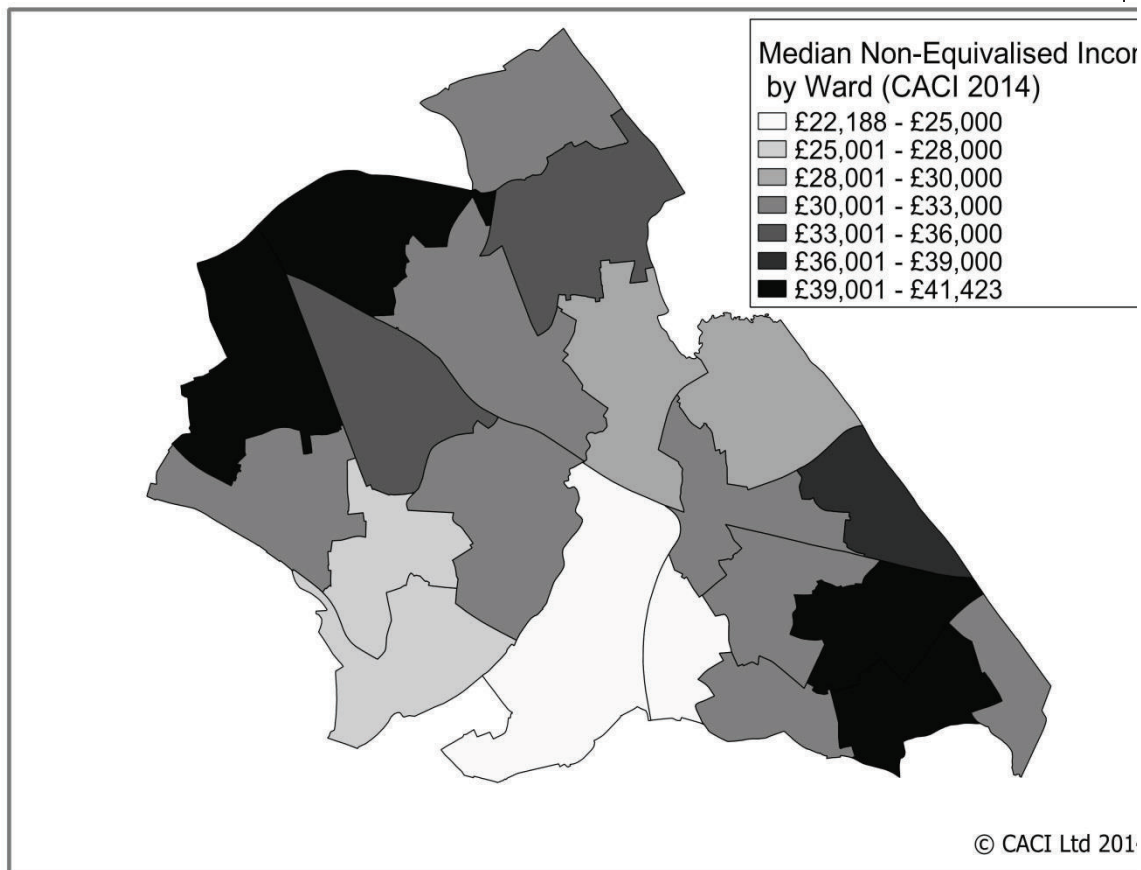 Median Non-Equivalised Incor
by Ward (CACI 2014)
£22,188 - £25,000
£25,001 - £28,000
£28,001 - £30,000
£30,001 - £33,000
£33,001 - £36,000
£36,001 - £39,000
£39,001 - £41,423
© CACI Ltd 201